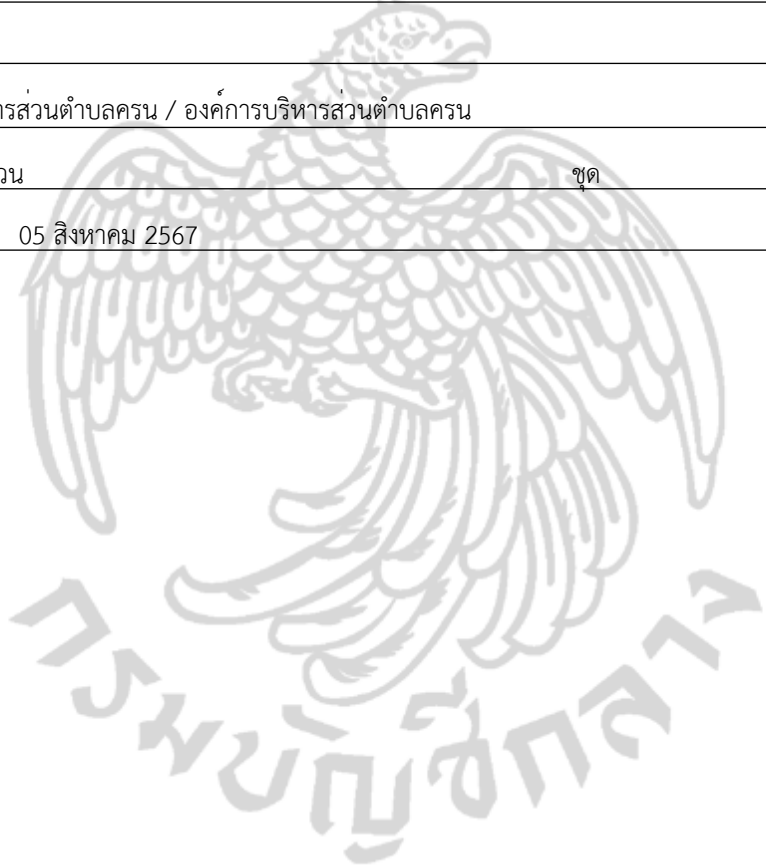 ารส่วนตำบลครน / องค์การบริหารส่วนตำบลครน
วน ชุด
05 สิงหาคม 2567
กรมบัญชีกลาง